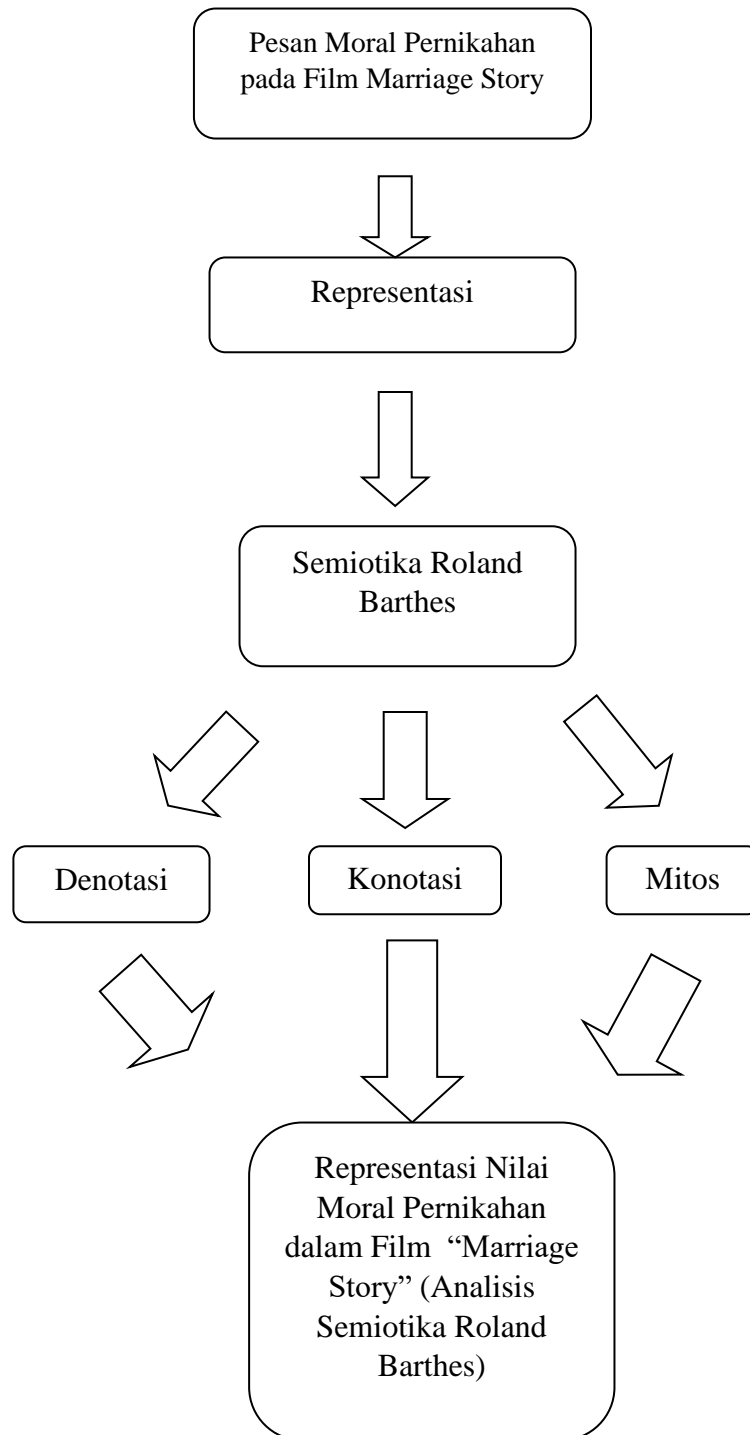 Pesan Moral Pernikahan
pada Film Marriage Story
Representasi
Semiotika Roland
Barthes
Denotasi
Konotasi
Mitos
Representasi Nilai
Moral Pernikahan
dalam Film “Marriage
Story” (Analisis
Semiotika Roland
Barthes)